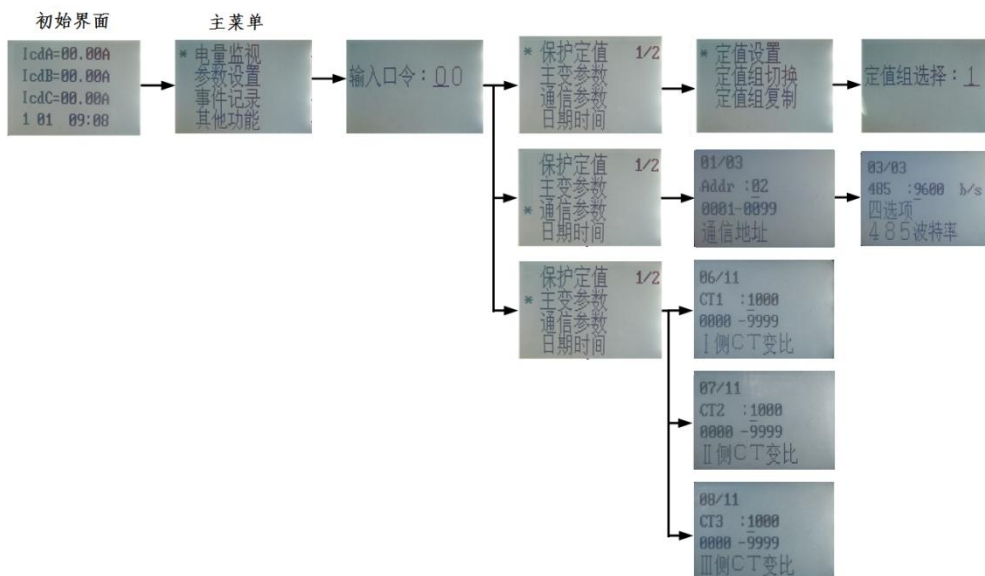 初始界面
IcdA=00.00A
IcdB=00.00A
IcdC=00.00A
1 01 09:08
主菜单
* 电量监视
参数设置
事件记录
其他功能
输入口令：00
* 保护定值 1/2
主变参数
通信参数
日期时间
* 定值设置
定值组切换
定值组复制
定值组选择：1
保护定值 1/2
主变参数
* 通信参数
日期时间
01/03
Addr :02
0001-0099
通信地址
03/03
485 :9600 b/s
四选项
485波特率
保护定值 1/2
* 主变参数
通信参数
日期时间
06/11
CT1 :1000
0000 -9999
Ⅰ侧CT变比
07/11
CT2 :1000
0000 -9999
Ⅱ侧CT变比
08/11
CT3 :1000
0000 -9999
Ⅲ侧CT变比